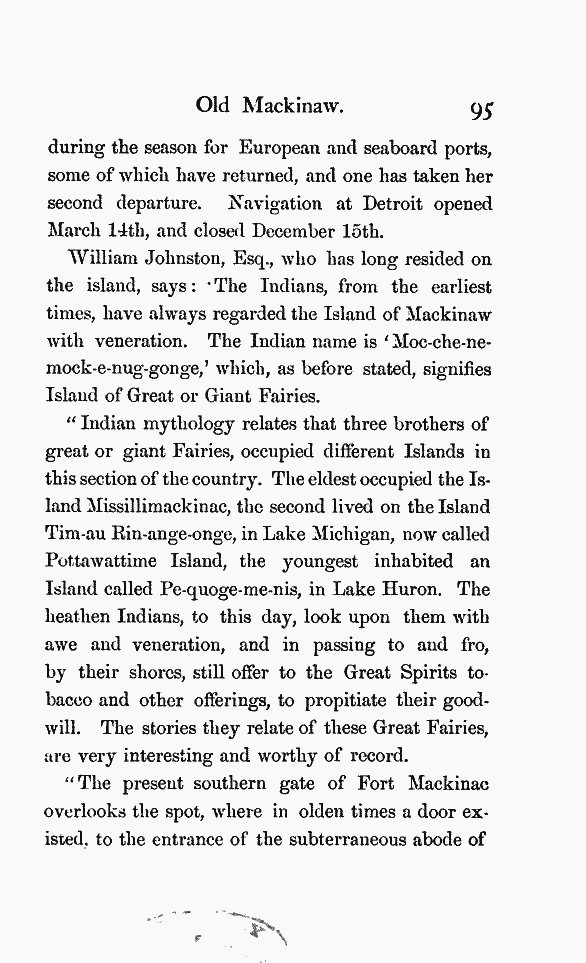 Old Mackinaw. 95
during the season for European and seaboard ports,
some of which have returned, and one has taken her
second departure. Navigation at Detroit opened
March 14th, and closed December 15th.
William Johnston, Esq., who has long resided on
the island, says: 'The Indians, from the earliest
times, have always regarded the Island of Mackinaw
with veneration. The Indian name is 'Moc-che-ne-
mock-e-nug-gonge,' which, as before stated, signifies
Island of Great or Giant Fairies.
"Indian mythology relates that three brothers of
great or giant Fairies, occupied different Islands in
this section of the country. The eldest occupied the Is-
land Missillimackinac, the second lived on the Island
Tim-au Rin-ange-onge, in Lake Michigan, now called
Pottawattime Island, the youngest inhabited an
Island called Pe-quoge-me-nis, in Lake Huron. The
heathen Indians, to this day, look upon them with
awe and veneration, and in passing to and fro,
by their shores, still offer to the Great Spirits to-
bacco and other offerings, to propitiate their good-
will. The stories they relate of these Great Fairies,
are very interesting and worthy of record.
"The present southern gate of Fort Mackinac
overlooks the spot, where in olden times a door ex-
isted, to the entrance of the subterraneous abode of